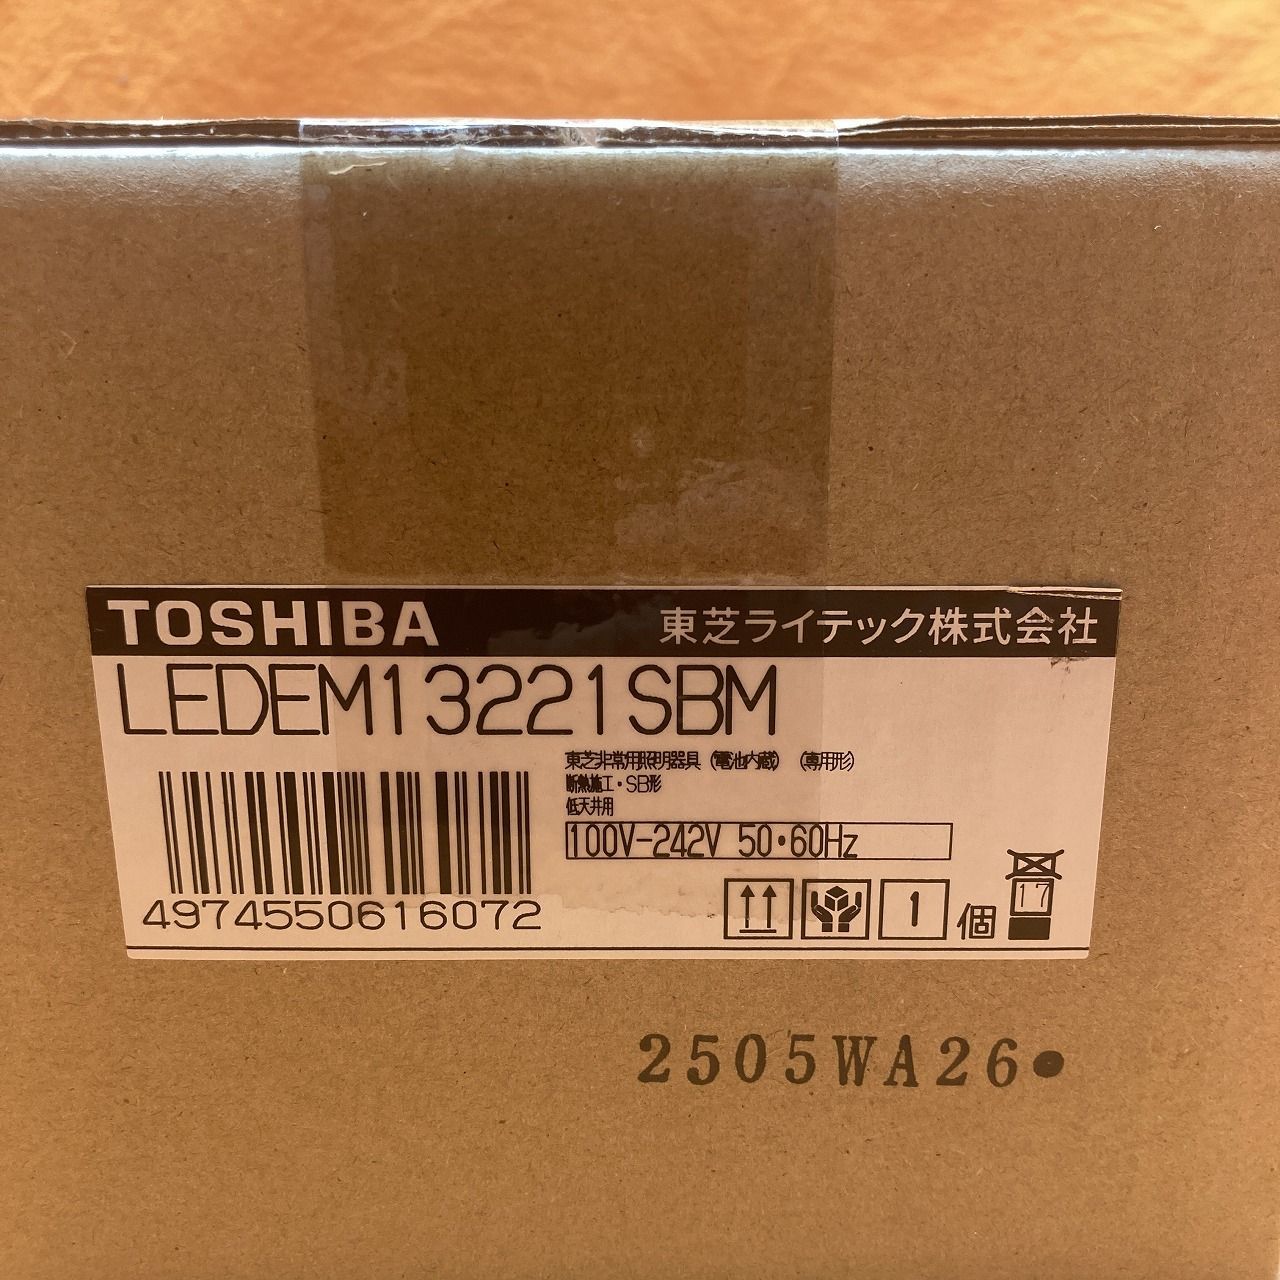 TOSHIBA 東芝ライテック株式会社
LEDEM13221SBM
東芝非常用照明器具(電池内蔵) (専用形)
断熱施工・SB形
低天井用
100V-242V 50・60Hz
4974550616072
1 個 17
2505WA26●